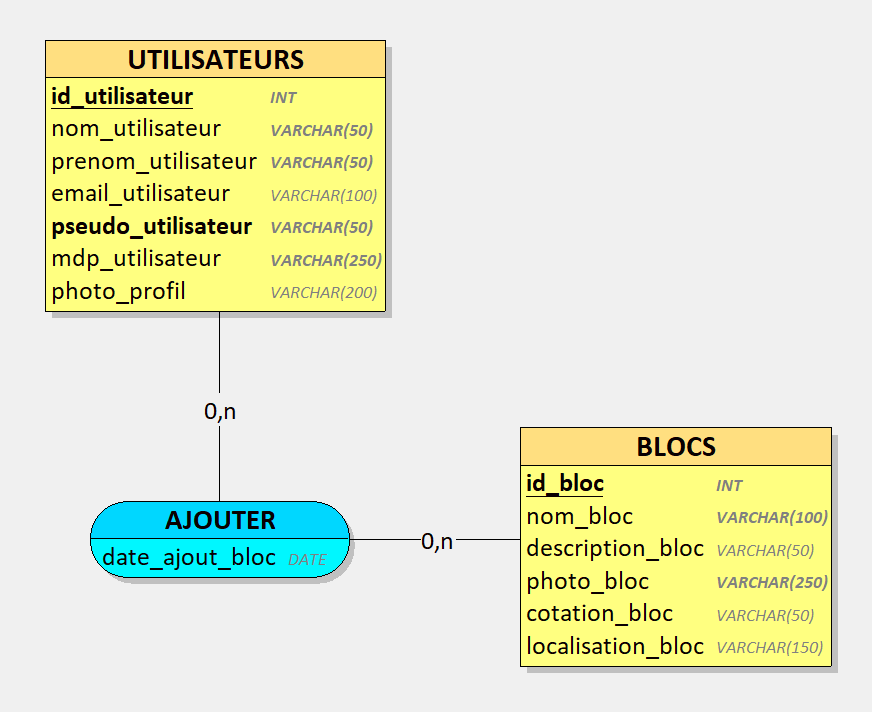 UTILISATEURS
id_utilisateur INT
nom_utilisateur VARCHAR(50)
prenom_utilisateur VARCHAR(50)
email_utilisateur VARCHAR(100)
pseudo_utilisateur VARCHAR(50)
mdp_utilisateur VARCHAR(250)
photo_profil VARCHAR(200)
0,n
AJOUTER
date_ajout_bloc DATE
0,n
BLOCS
id_bloc INT
nom_bloc VARCHAR(100)
description_bloc VARCHAR(50)
photo_bloc VARCHAR(250)
cotation_bloc VARCHAR(50)
localisation_bloc VARCHAR(150)